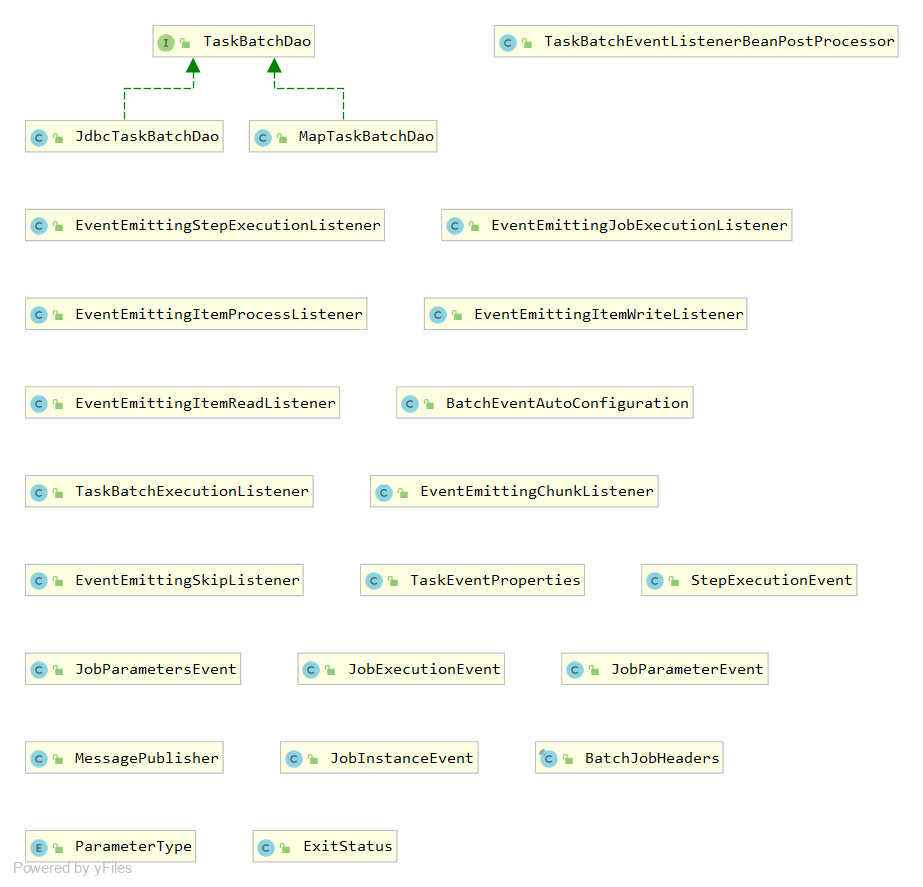 TaskBatchDao
TaskBatchEventListenerBeanPostProcessor
JdbcTaskBatchDao
MapTaskBatchDao
EventEmittingStepExecutionListener
EventEmittingJobExecutionListener
EventEmittingItemProcessListener
EventEmittingItemWriteListener
EventEmittingItemReadListener
BatchEventAutoConfiguration
TaskBatchExecutionListener
EventEmittingChunkListener
EventEmittingSkipListener
TaskEventProperties
StepExecutionEvent
JobParametersEvent
JobExecutionEvent
JobParameterEvent
MessagePublisher
JobInstanceEvent
BatchJobHeaders
ParameterType
ExitStatus
Powered by yFiles